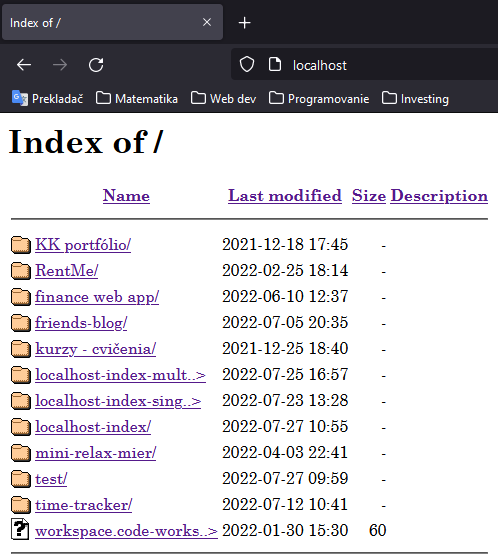 Index of /
localhost
Prekladač Matematika Web dev Programovanie Investing
Index of /
Name Last modified Size Description
KK portfólio/ 2021-12-18 17:45 -
RentMe/ 2022-02-25 18:14 -
finance web app/ 2022-06-10 12:37 -
friends-blog/ 2022-07-05 20:35 -
kurzy - cvičenia/ 2021-12-25 18:40 -
localhost-index-mult..> 2022-07-25 16:57 -
localhost-index-sing..> 2022-07-23 13:28 -
localhost-index/ 2022-07-27 10:55 -
mini-relax-mier/ 2022-04-03 22:41 -
test/ 2022-07-27 09:59 -
time-tracker/ 2022-07-12 10:41 -
workspace.code-works..> 2022-01-30 15:30 60